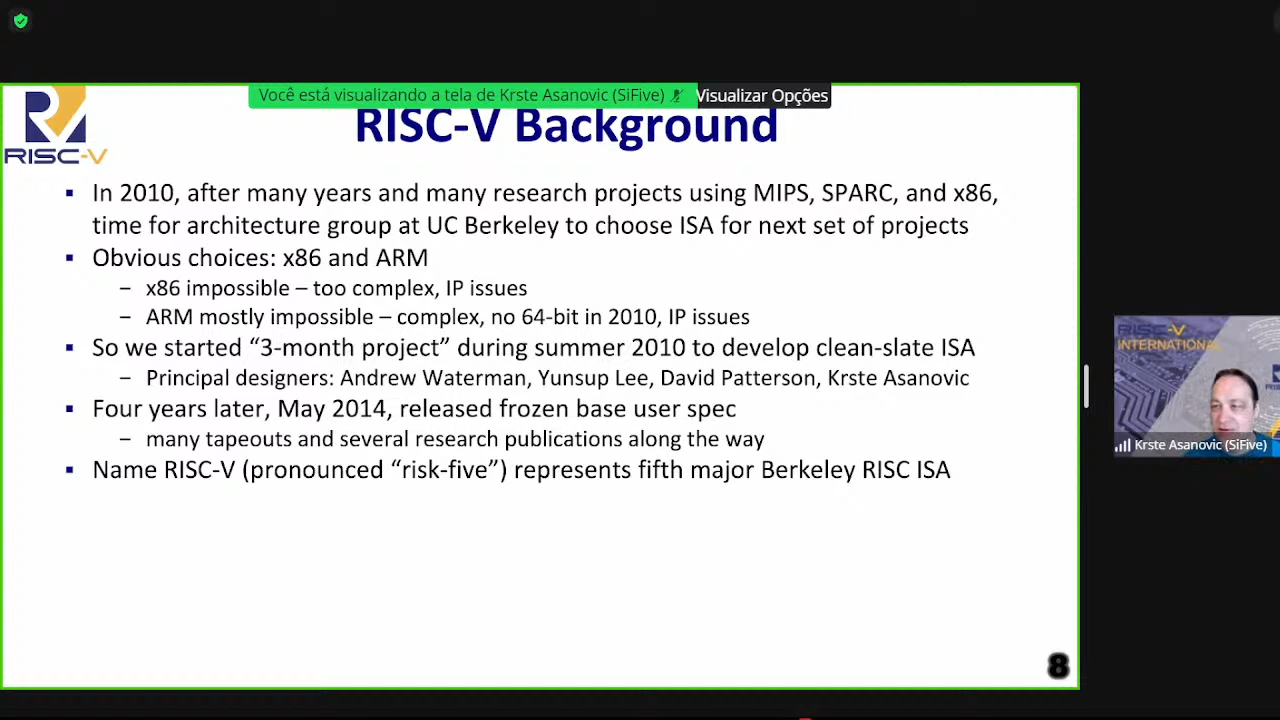 Você está visualizando a tela de Krste Asanovic (SiFive)
Visualizar Opções
RISC-V
RISC-V Background
▪ In 2010, after many years and many research projects using MIPS, SPARC, and x86,
time for architecture group at UC Berkeley to choose ISA for next set of projects
▪ Obvious choices: x86 and ARM
– x86 impossible – too complex, IP issues
– ARM mostly impossible – complex, no 64-bit in 2010, IP issues
▪ So we started “3-month project” during summer 2010 to develop clean-slate ISA
– Principal designers: Andrew Waterman, Yunsup Lee, David Patterson, Krste Asanovic
▪ Four years later, May 2014, released frozen base user spec
– many tapeouts and several research publications along the way
▪ Name RISC-V (pronounced “risk-five”) represents fifth major Berkeley RISC ISA
8
RISC-V
INTERNATIONAL
Krste Asanovic (SiFive)